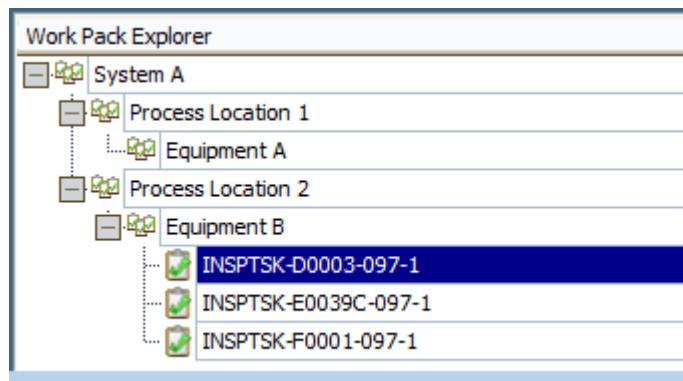 Work Pack Explorer
System A
Process Location 1
Equipment A
Process Location 2
Equipment B
INSPTSK-D0003-097-1
INSPTSK-E0039C-097-1
INSPTSK-F0001-097-1